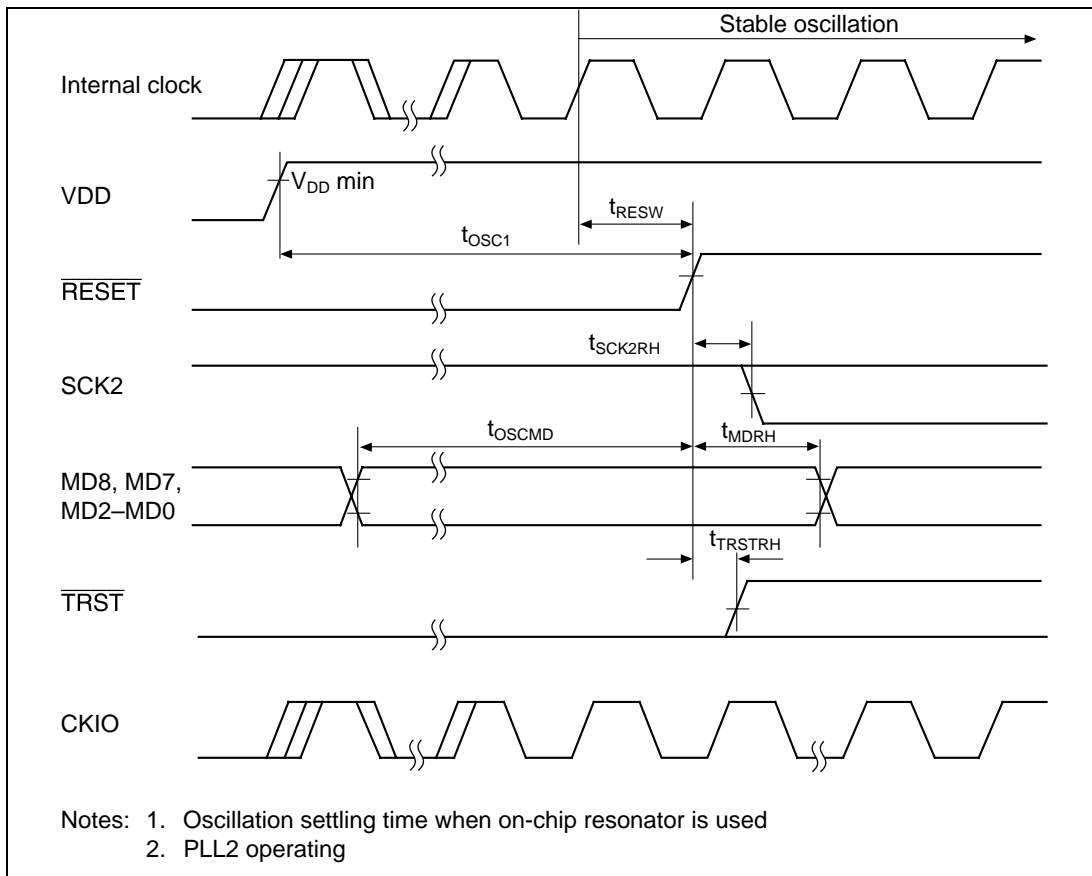 Stable oscillation
Internal clock
VDD
VDD min
tRESW
tOSC1
RESET
tSCK2RH
SCK2
tOSCMD
tMDRH
MD8, MD7,
MD2–MD0
tTRSTRH
TRST
CKIO
Notes: 1. Oscillation settling time when on-chip resonator is used
2. PLL2 operating